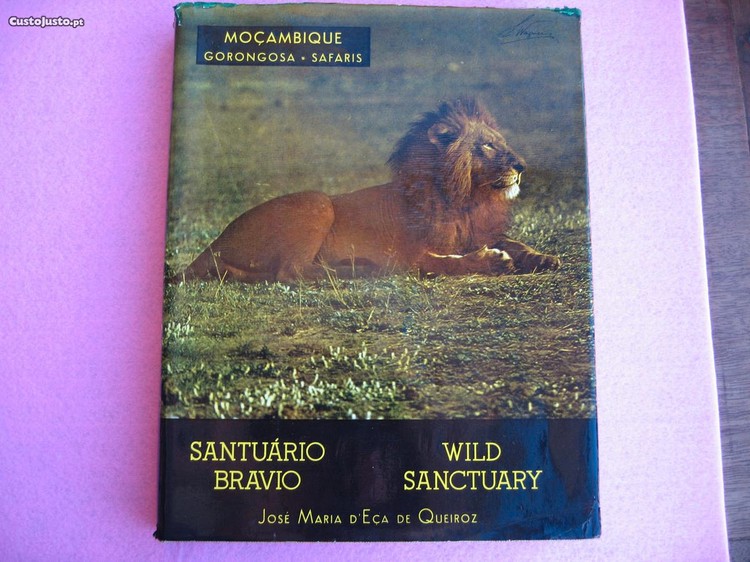 CustoJusto.pt
MOÇAMBIQUE
GORONGOSA • SAFARIS
SANTUÁRIO
BRAVIO
WILD
SANCTUARY
JOSÉ MARIA D'EÇA DE QUEIROZ